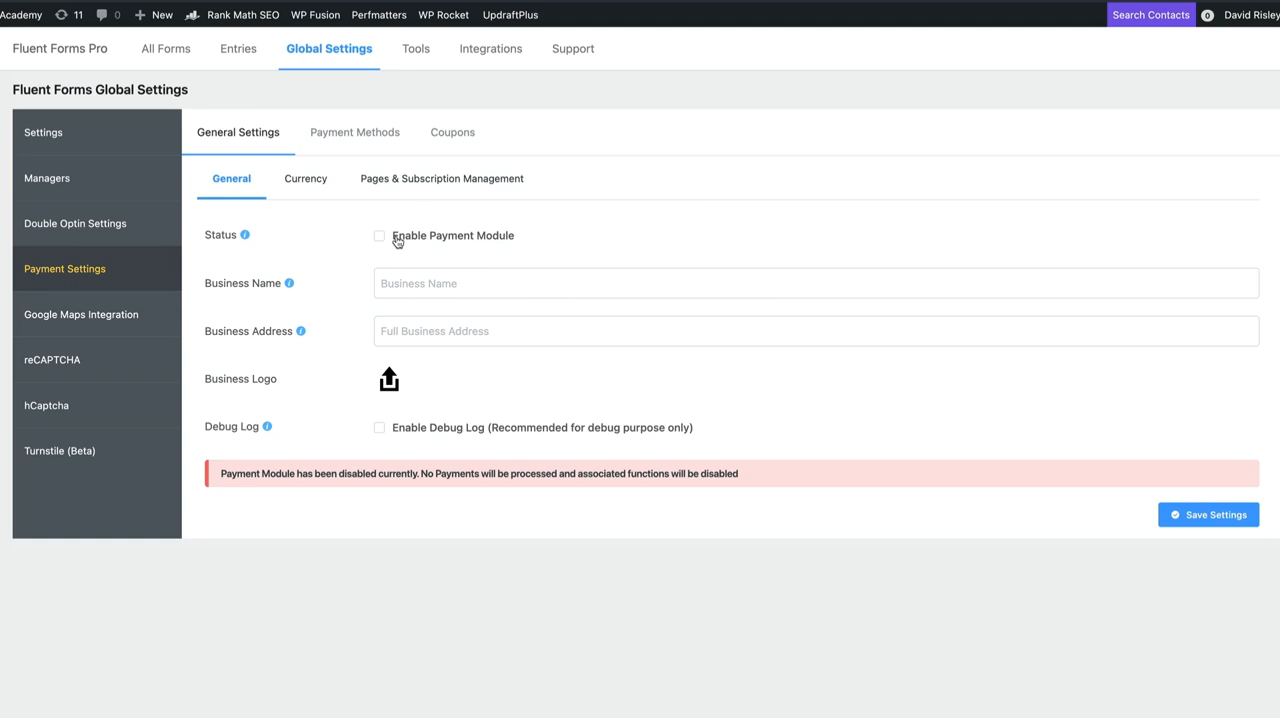 Academy 11 0 New Rank Math SEO WP Fusion Perfmatters WP Rocket UpdraftPlus Search Contacts 0 David Risley
Fluent Forms Pro All Forms Entries Global Settings Tools Integrations Support
Fluent Forms Global Settings
Settings
Managers
Double Optin Settings
Payment Settings
Google Maps Integration
reCAPTCHA
hCaptcha
Turnstile (Beta)
General Settings Payment Methods Coupons
General Currency Pages & Subscription Management
Status Enable Payment Module
Business Name Business Name
Business Address Full Business Address
Business Logo
Debug Log Enable Debug Log (Recommended for debug purpose only)
Payment Module has been disabled currently. No Payments will be processed and associated functions will be disabled
Save Settings